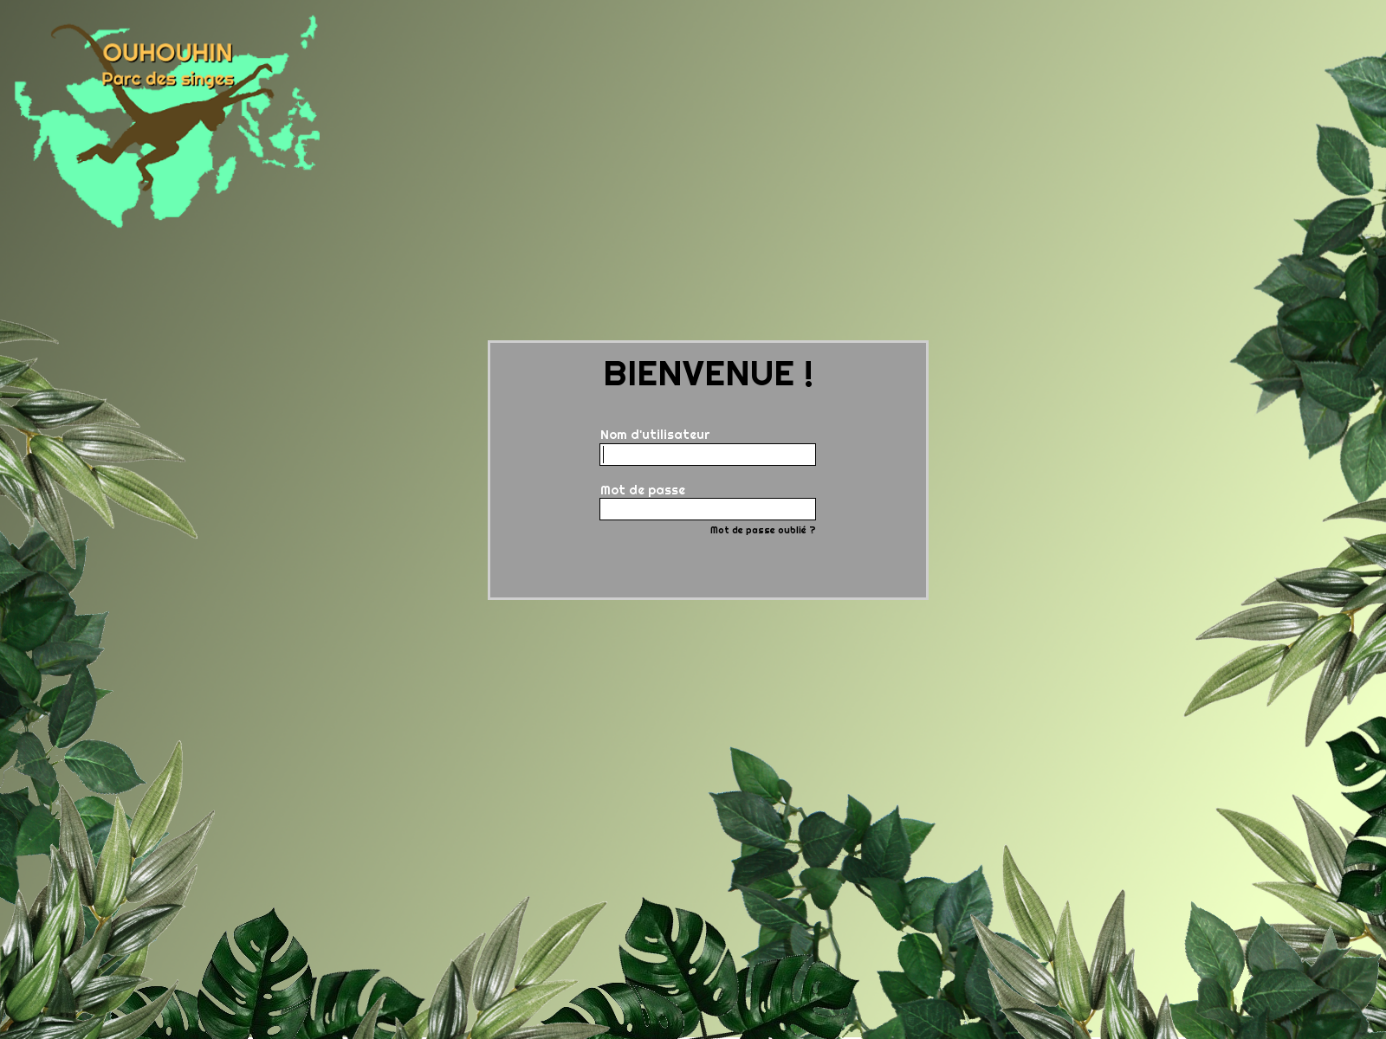 OUHOUHIN
Parc des singes
BIENVENUE !
Nom d'utilisateur
Mot de passe
Mot de passe oublié ?